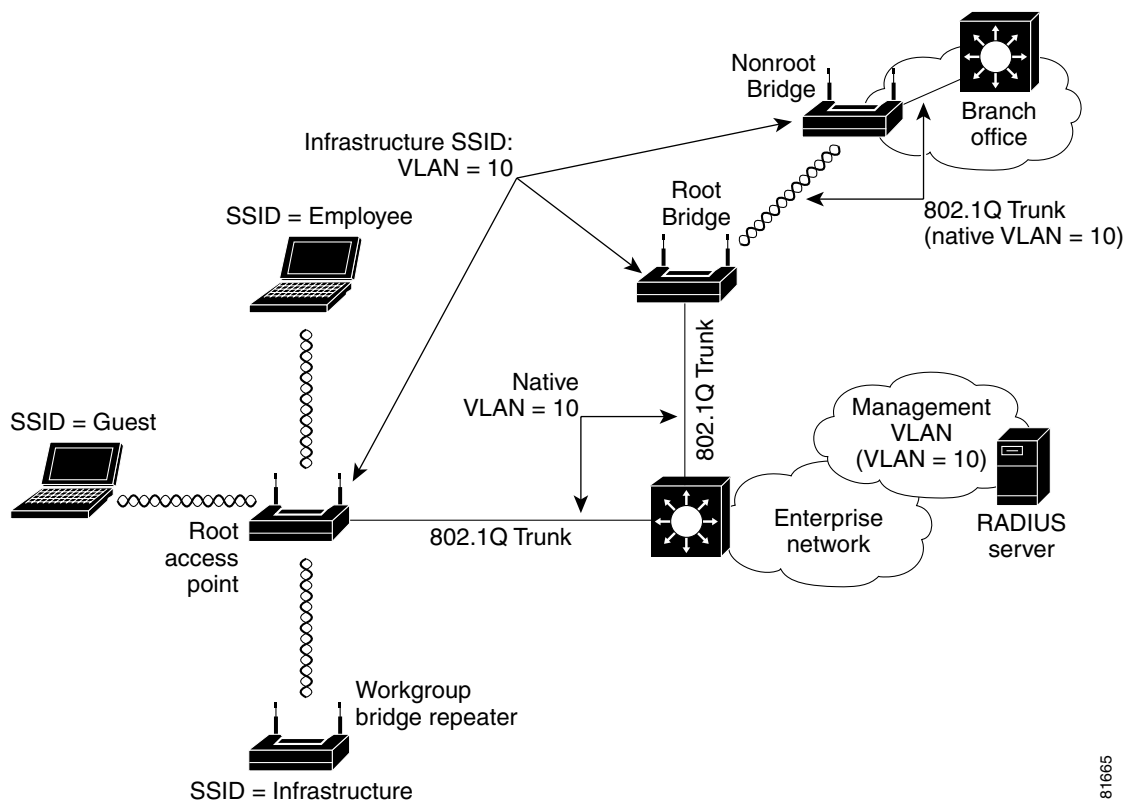 Nonroot
Bridge
Branch
office
Infrastructure SSID:
VLAN = 10
Root
Bridge
802.1Q Trunk
(native VLAN = 10)
SSID = Employee
802.1Q Trunk
Native
VLAN = 10
Management
VLAN
(VLAN = 10)
SSID = Guest
Root
access
point
802.1Q Trunk
Enterprise
network
RADIUS
server
Workgroup
bridge repeater
SSID = Infrastructure
81665